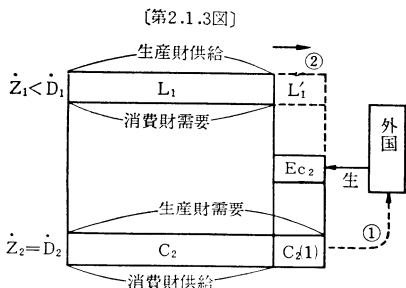 〔第2.1.3図〕
生産財供給
②
Ż₁<Ḋ₁
L₁
L′₁
消費財需要
外国
Ec₂
生
生産財需要
①
Ż₂=Ḋ₂
C₂
C₂(1)
消費財供給